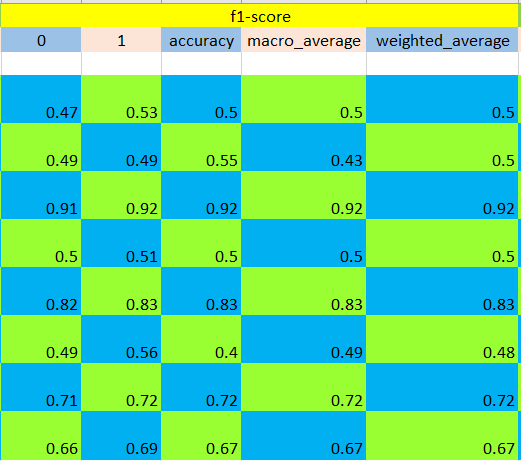 f1-score
0 1 accuracy macro_average weighted_average
0.47 0.53 0.5 0.5 0.5
0.49 0.49 0.55 0.43 0.5
0.91 0.92 0.92 0.92 0.92
0.5 0.51 0.5 0.5 0.5
0.82 0.83 0.83 0.83 0.83
0.49 0.56 0.4 0.49 0.48
0.71 0.72 0.72 0.72 0.72
0.66 0.69 0.67 0.67 0.67